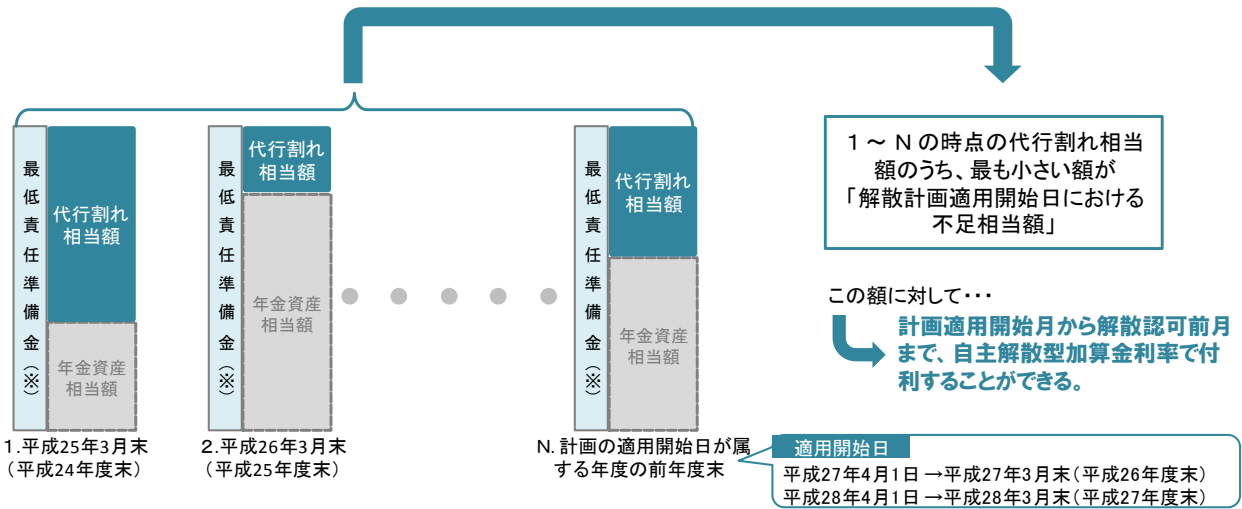 最低責任準備金(※)
代行割れ
相当額
年金資産
相当額
1.平成25年3月末
(平成24年度末)
最低責任準備金(※)
代行割れ
相当額
年金資産
相当額
2.平成26年3月末
(平成25年度末)
最低責任準備金(※)
代行割れ
相当額
年金資産
相当額
N.計画の適用開始日が属
する年度の前年度末
適用開始日
平成27年4月1日→平成27年3月末(平成26年度末)
平成28年4月1日→平成28年3月末(平成27年度末)
1～Nの時点の代行割れ相当
額のうち、最も小さい額が
「解散計画適用開始日における
不足相当額」
この額に対して・・・
計画適用開始月から解散認可前月
まで、自主解散型加算金利率で付
利することができる。